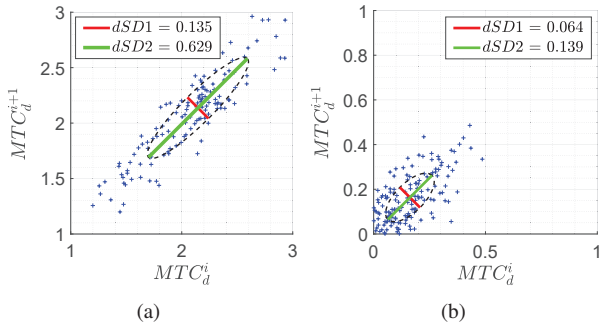 dSD1 = 0.135
dSD2 = 0.629
3
2.5
2
1.5
1
1 2 3
MTC_d^{i+1}
MTC_d^i
(a)
dSD1 = 0.064
dSD2 = 0.139
1
0.8
0.6
0.4
0.2
0
0 0.5 1
MTC_d^{i+1}
MTC_d^i
(b)